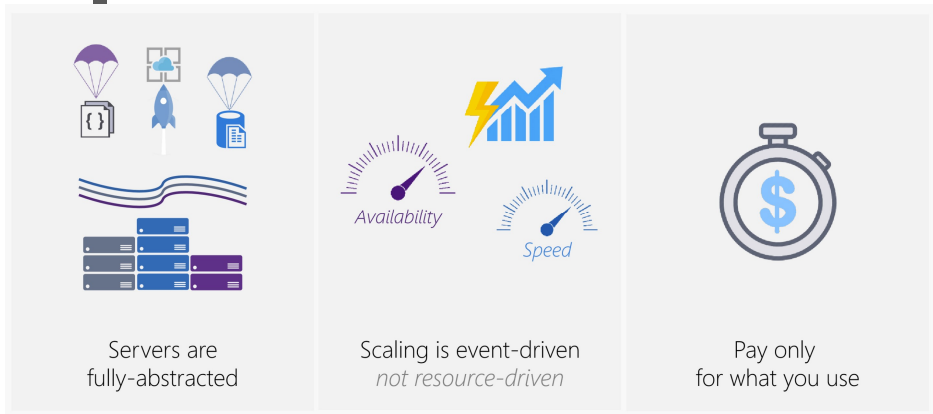 {}
Availability
Speed
$
Servers are
fully-abstracted
Scaling is event-driven
not resource-driven
Pay only
for what you use